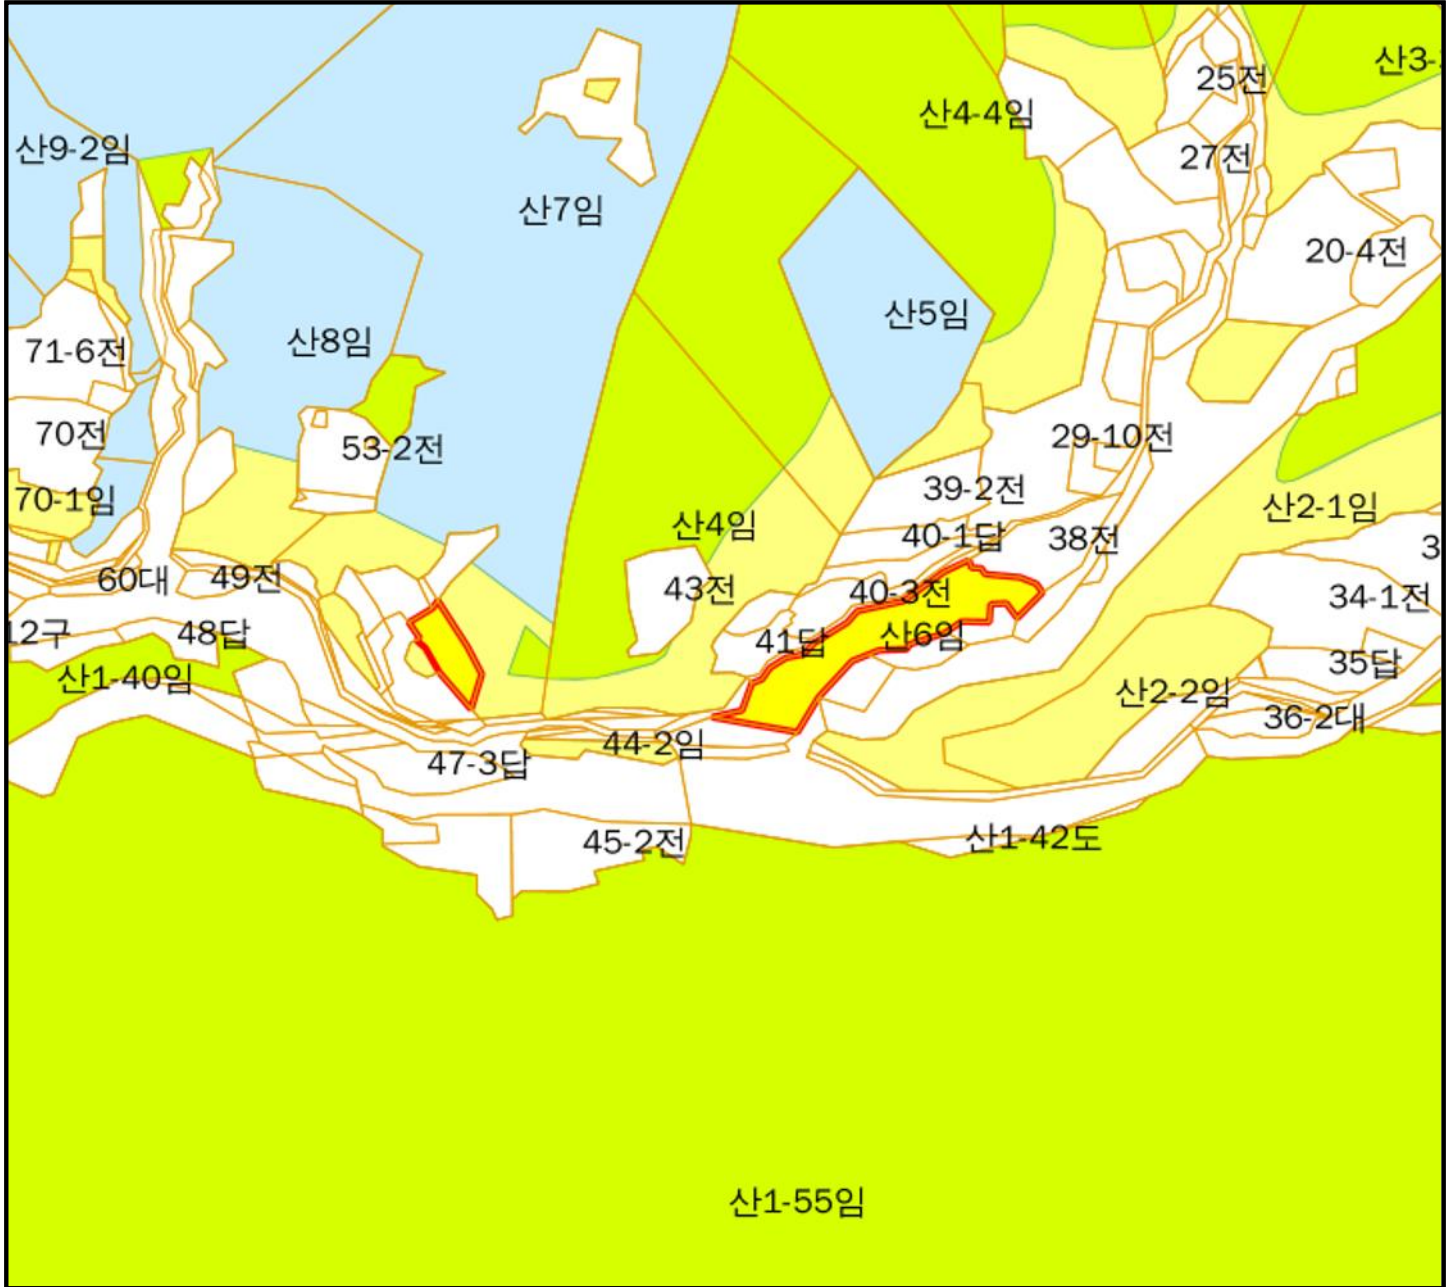 산3-
25전
산4-4임
산9-2임
27전
산7임
20-4전
산5임
산8임
71-6전
70전
29-10전
53-2전
39-2전
70-1임
산2-1임
산4임
40-1답
38전
3
60대
49전
43전
40-3전
34-1전
12구
48답
41답
산6임
35답
산1-40임
산2-2임
36-2대
44-2임
47-3답
45-2전
산1-42도
산1-55임